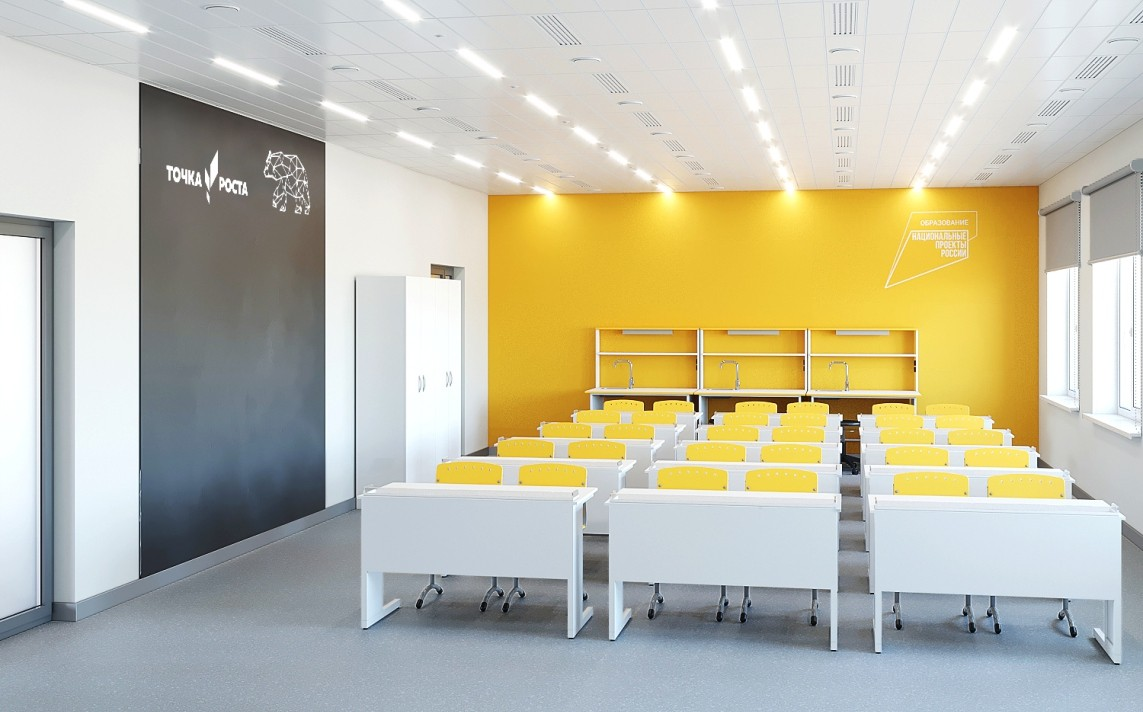 ТОЧКА РОСТА
ОБРАЗОВАНИЕ
НАЦИОНАЛЬНЫЕ
ПРОЕКТЫ
РОССИИ